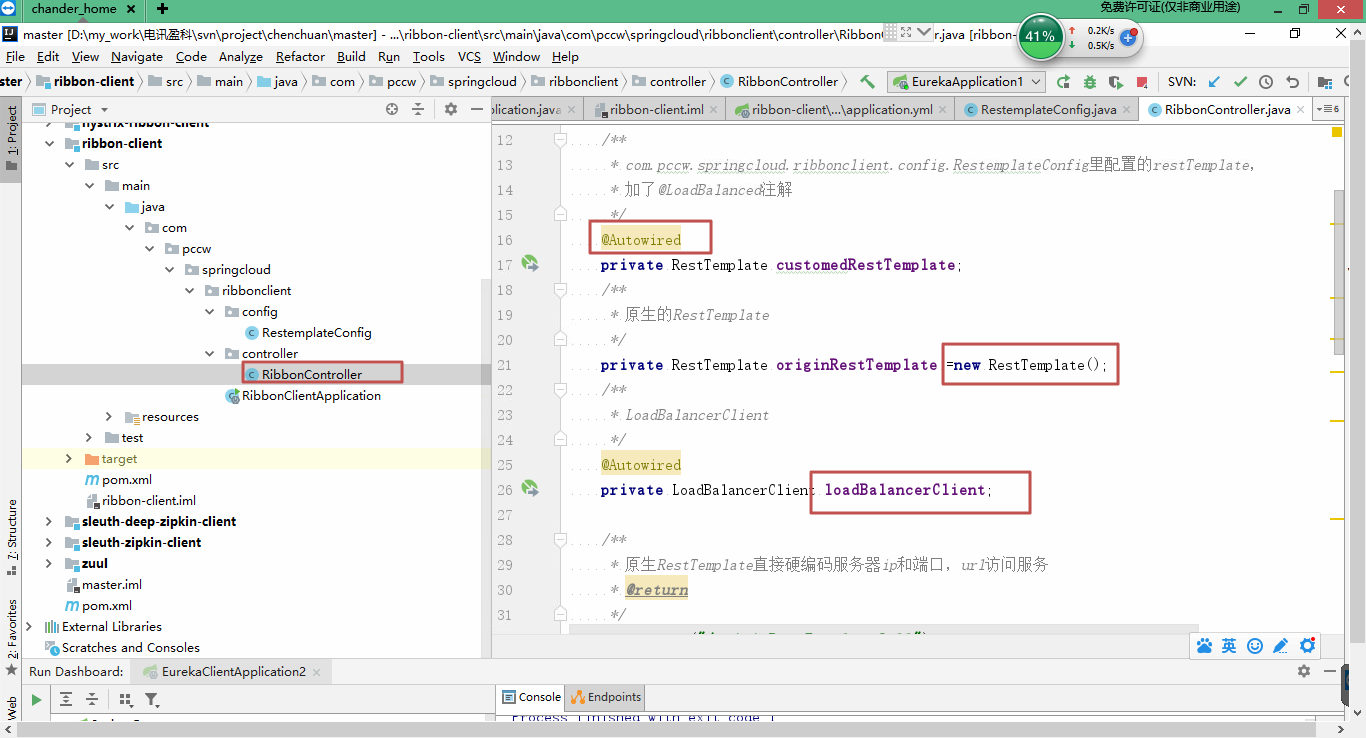 chander_home
免费许可证(仅非商业用途)
master [D:\my_work\电讯盈科\svn\project\chenchuan\master] - ...\ribbon-client\src\main\java\com\pccw\springcloud\ribbonclient\controller\Ribbon
r.java [ribbon-
41%
0.2K/s
0.5K/s
File Edit View Navigate Code Analyze Refactor Build Run Tools VCS Window Help
ster ribbon-client src main java com pccw springcloud ribbonclient controller RibbonController EurekaApplication1 SVN:
1: Project
Project
plication.java ribbon-client.iml ribbon-client\...\application.yml RestemplateConfig.java RibbonController.java 6
hystrix-ribbon-client
ribbon-client
src
main
java
com
pccw
springcloud
ribbonclient
config
RestemplateConfig
controller
RibbonController
RibbonClientApplication
resources
test
target
pom.xml
ribbon-client.iml
sleuth-deep-zipkin-client
sleuth-zipkin-client
zuul
master.iml
pom.xml
External Libraries
Scratches and Consoles
12 /**
13 * com.pccw.springcloud.ribbonclient.config.RestemplateConfig里配置的restTemplate,
14 * 加了@LoadBalanced注解
15 */
16 @Autowired
17 private RestTemplate customedRestTemplate;
18 /**
19 * 原生的RestTemplate
20 */
21 private RestTemplate originRestTemplate =new RestTemplate();
22 /**
23 * LoadBalancerClient
24 */
25 @Autowired
26 private LoadBalancerClient loadBalancerClient;
27
28 /**
29 * 原生RestTemplate直接硬编码服务器ip和端口, url访问服务
30 * @return
31 */
7: Structure
2: Favorites
Web
英
Run Dashboard: EurekaClientApplication2
Console Endpoints
Process finished with exit code 1